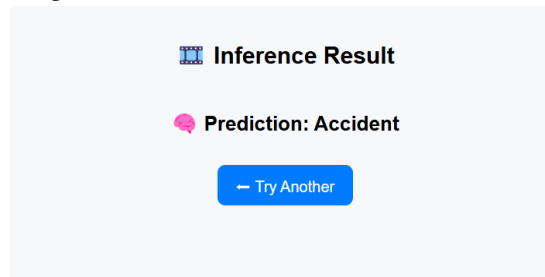 🎞️ Inference Result
🧠 Prediction: Accident
← Try Another